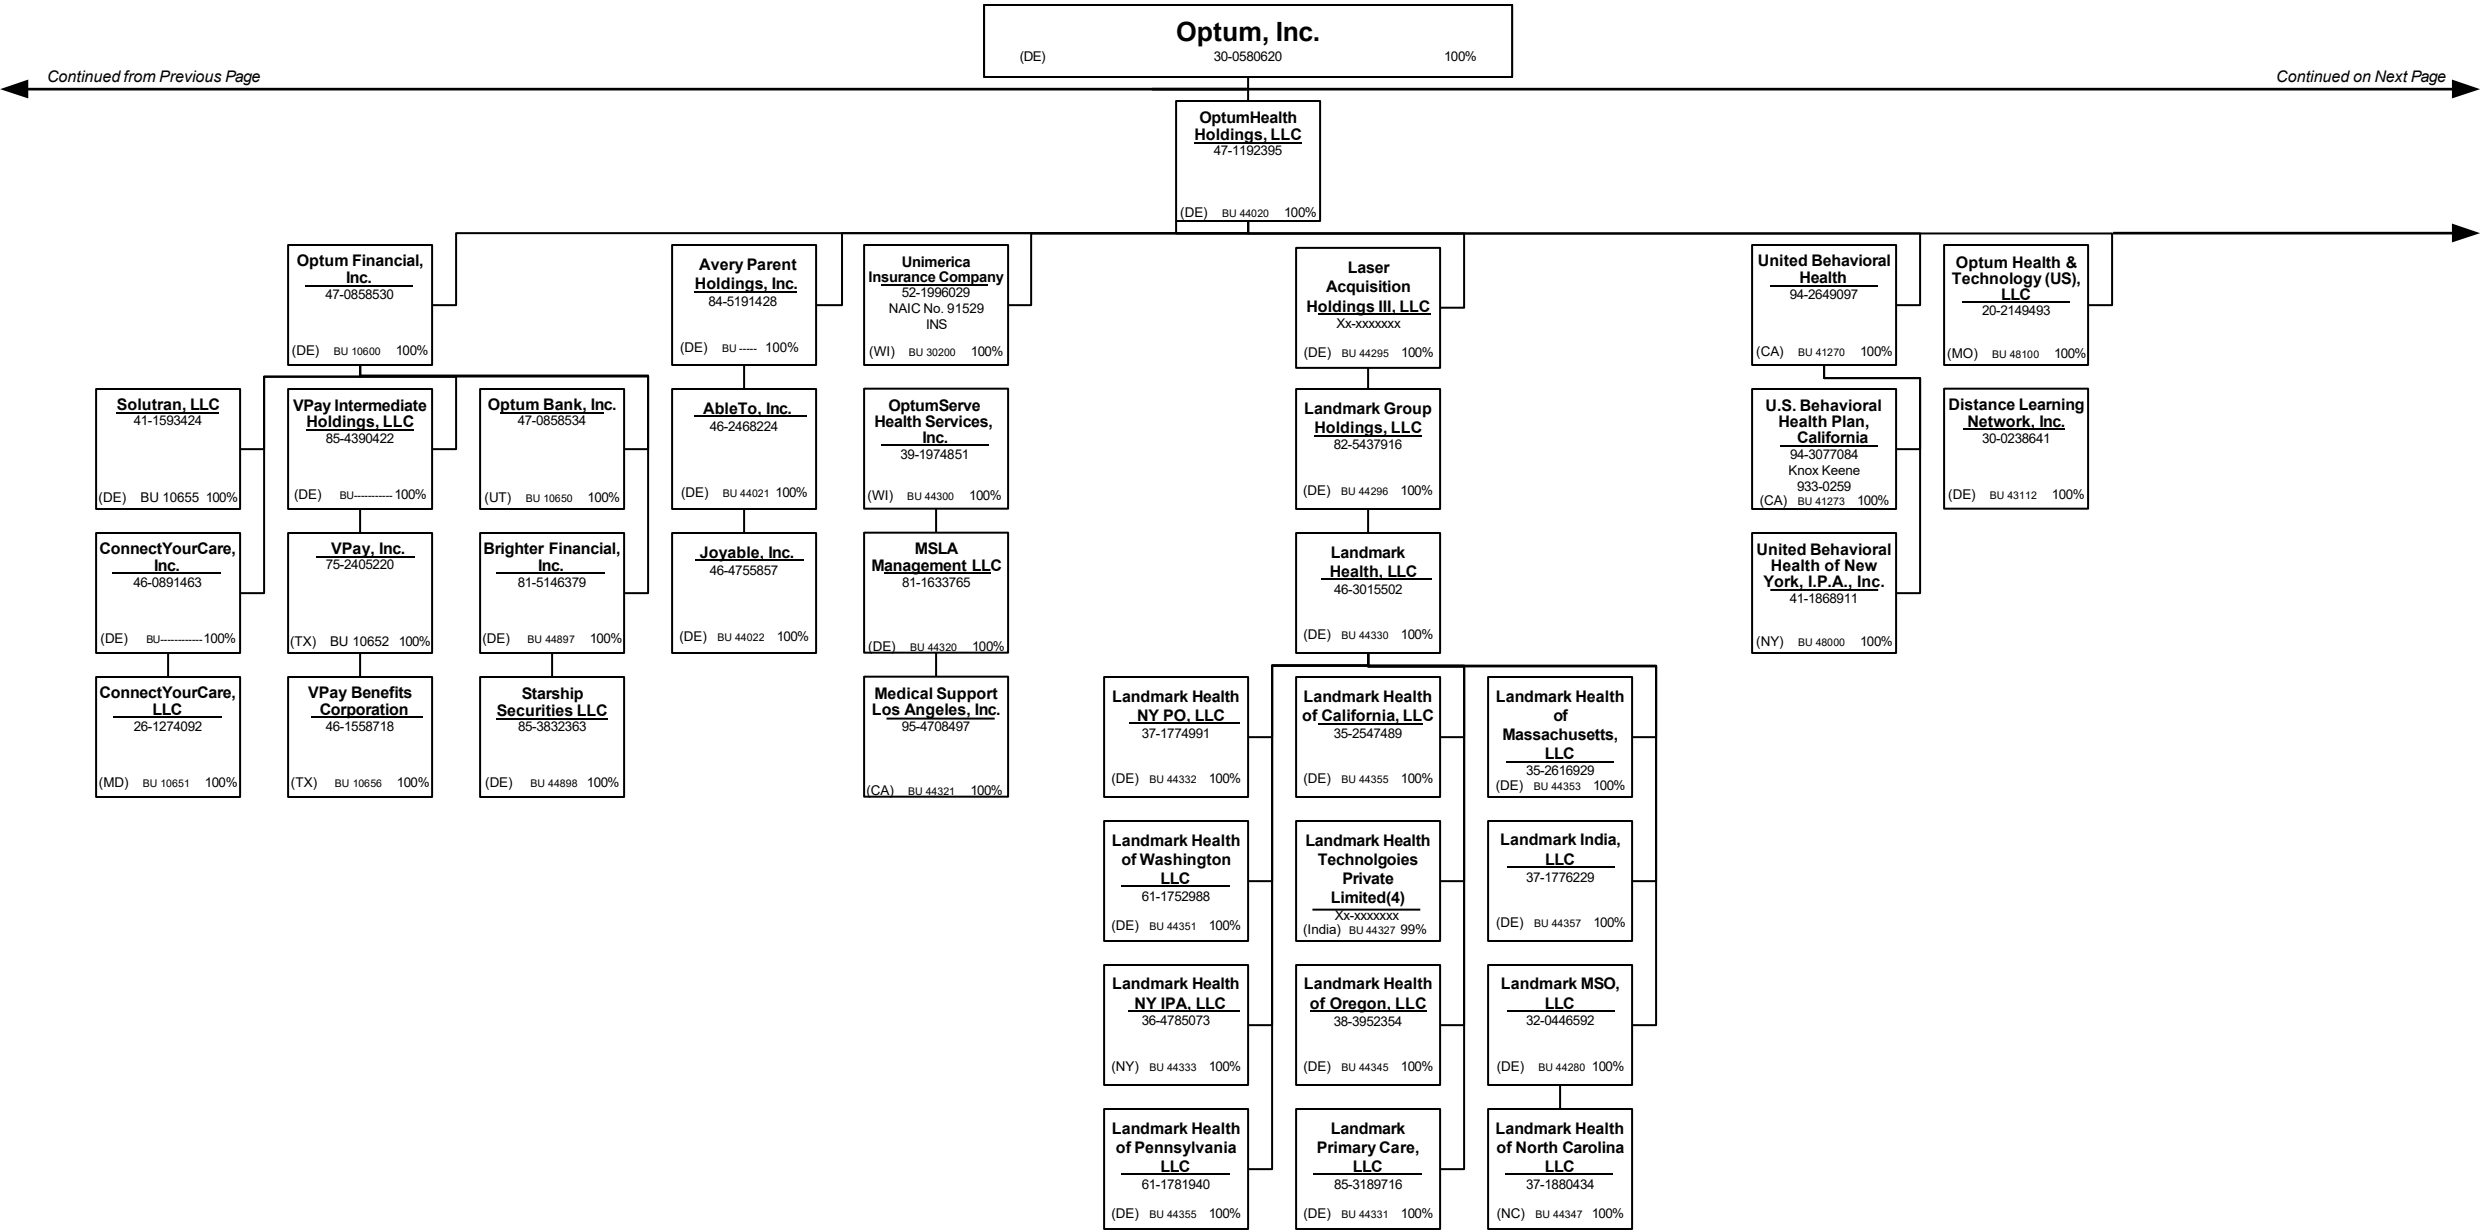 Optum, Inc.
(DE) 30-0580620 100%
Continued from Previous Page
Continued on Next Page
OptumHealth
Holdings, LLC
47-1192395
(DE) BU 44020 100%
Optum Financial,
Inc.
47-0858530
(DE) BU 10600 100%
Avery Parent
Holdings, Inc.
84-5191428
(DE) BU ----- 100%
Unimerica
Insurance Company
52-1996029
NAIC No. 91529
INS
(WI) BU 30200 100%
Laser
Acquisition
Holdings III, LLC
Xx-xxxxxxx
(DE) BU 44295 100%
United Behavioral
Health
94-2649097
(CA) BU 41270 100%
Optum Health &
Technology (US),
LLC
20-2149493
(MO) BU 48100 100%
Solutran, LLC
41-1593424
(DE) BU 10655 100%
VPay Intermediate
Holdings, LLC
85-4390422
(DE) BU----------- 100%
Optum Bank, Inc.
47-0858534
(UT) BU 10650 100%
AbleTo, Inc.
46-2468224
(DE) BU 44021 100%
OptumServe
Health Services,
Inc.
39-1974851
(WI) BU 44300 100%
Landmark Group
Holdings, LLC
82-5437916
(DE) BU 44296 100%
U.S. Behavioral
Health Plan,
California
94-3077084
Knox Keene
933-0259
(CA) BU 41273 100%
Distance Learning
Network, Inc.
30-0238641
(DE) BU 43112 100%
ConnectYourCare,
Inc.
46-0891463
(DE) BU------------ 100%
VPay, Inc.
75-2405220
(TX) BU 10652 100%
Brighter Financial,
Inc.
81-5146379
(DE) BU 44897 100%
Joyable, Inc.
46-4755857
(DE) BU 44022 100%
MSLA
Management LLC
81-1633765
(DE) BU 44320 100%
Landmark
Health, LLC
46-3015502
(DE) BU 44330 100%
United Behavioral
Health of New
York, I.P.A., Inc.
41-1868911
(NY) BU 48000 100%
ConnectYourCare,
LLC
26-1274092
(MD) BU 10651 100%
VPay Benefits
Corporation
46-1558718
(TX) BU 10656 100%
Starship
Securities LLC
85-3832363
(DE) BU 44898 100%
Medical Support
Los Angeles, Inc.
95-4708497
(CA) BU 44321 100%
Landmark Health
NY PO, LLC
37-1774991
(DE) BU 44332 100%
Landmark Health
of California, LLC
35-2547489
(DE) BU 44355 100%
Landmark Health
of
Massachusetts,
LLC
35-2616929
(DE) BU 44353 100%
Landmark Health
of Washington
LLC
61-1752988
(DE) BU 44351 100%
Landmark Health
Technolgoies
Private
Limited(4)
Xx-xxxxxxx
(India) BU 44327 99%
Landmark India,
LLC
37-1776229
(DE) BU 44357 100%
Landmark Health
NY IPA, LLC
36-4785073
(NY) BU 44333 100%
Landmark Health
of Oregon, LLC
38-3952354
(DE) BU 44345 100%
Landmark MSO,
LLC
32-0446592
(DE) BU 44280 100%
Landmark Health
of Pennsylvania
LLC
61-1781940
(DE) BU 44355 100%
Landmark
Primary Care,
LLC
85-3189716
(DE) BU 44331 100%
Landmark Health
of North Carolina
LLC
37-1880434
(NC) BU 44347 100%